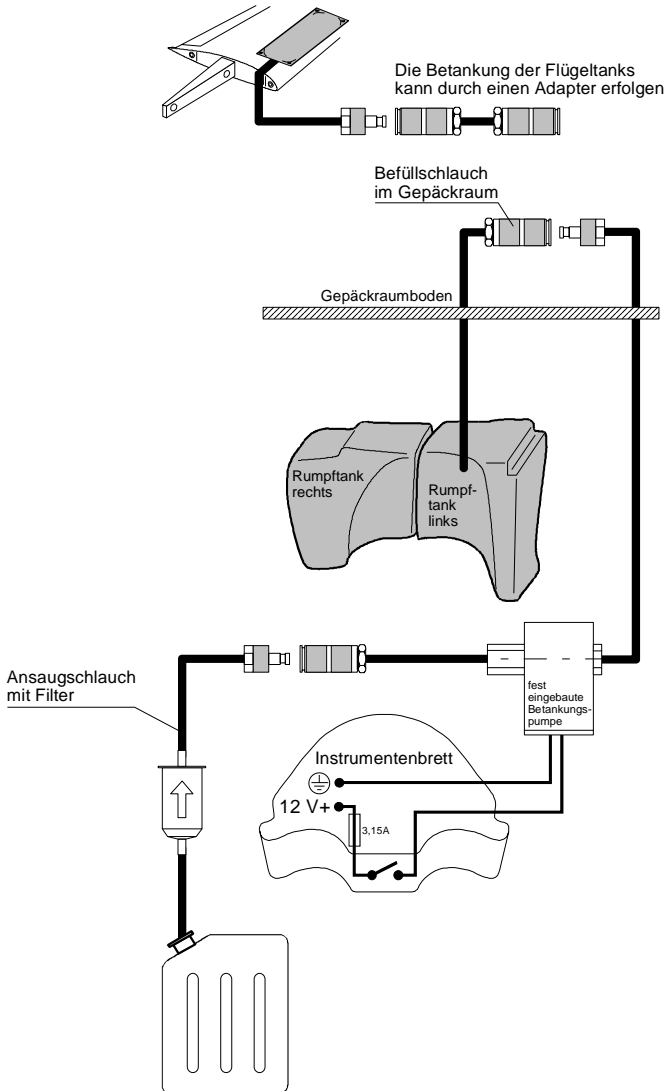 Die Betankung der Flügeltanks
kann durch einen Adapter erfolgen
Befüllschlauch
im Gepäckraum
Gepäckraumboden
Rumpftank
rechts
Rumpf-
tank
links
Ansaugschlauch
mit Filter
fest
eingebaute
Betankungs-
pumpe
Instrumentenbrett
12 V+
3,15A